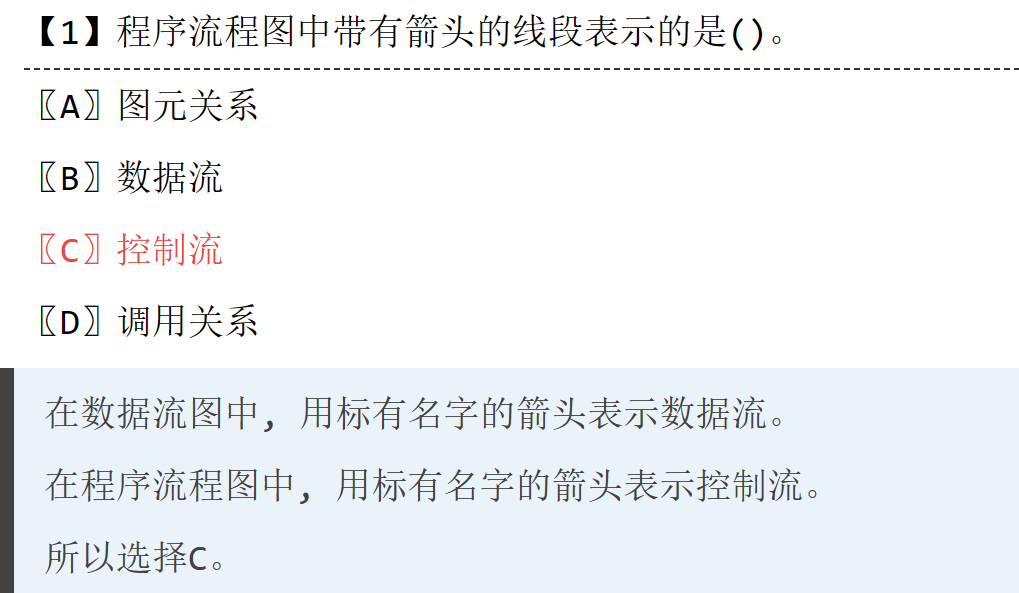 【1】程序流程图中带有箭头的线段表示的是()。
〖A〗图元关系
〖B〗数据流
〖C〗控制流
〖D〗调用关系
在数据流图中, 用标有名字的箭头表示数据流。
在程序流程图中, 用标有名字的箭头表示控制流。
所以选择C。